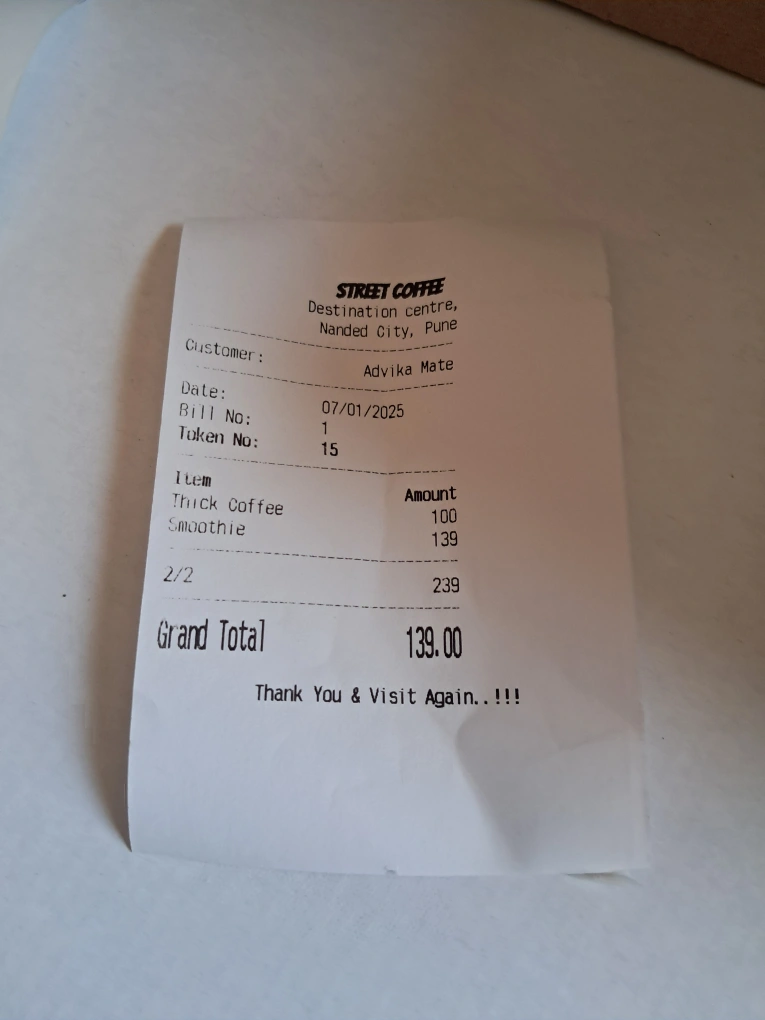 STREET COFFEE
Destination centre,
Nanded City, Pune
Customer: Advika Mate
Date: 07/01/2025
Bill No: 1
Token No: 15
Item Amount
Thick Coffee 100
Smoothie 139
2/2 239
Grand Total 139.00
Thank You & Visit Again..!!!